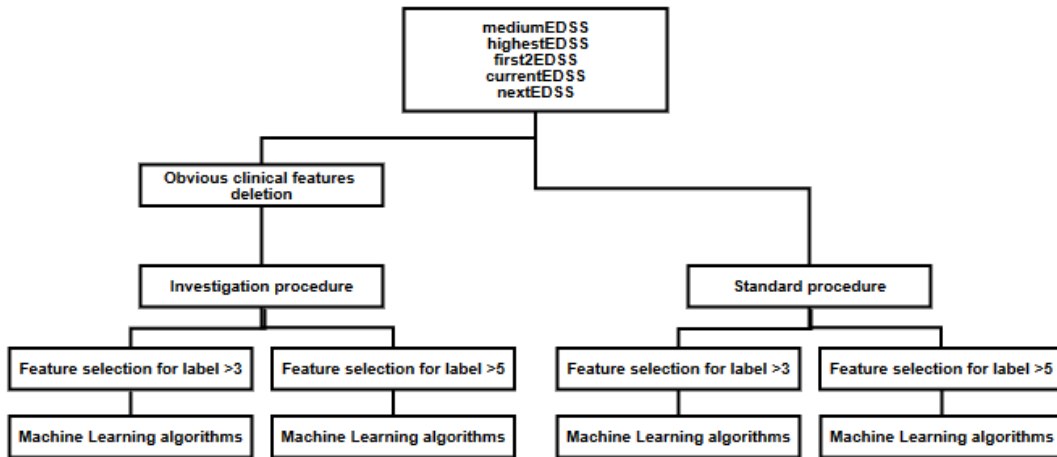 mediumEDSS
highestEDSS
first2EDSS
currentEDSS
nextEDSS
Obvious clinical features
deletion
Investigation procedure
Standard procedure
Feature selection for label >3
Feature selection for label >5
Feature selection for label >3
Feature selection for label >5
Machine Learning algorithms
Machine Learning algorithms
Machine Learning algorithms
Machine Learning algorithms